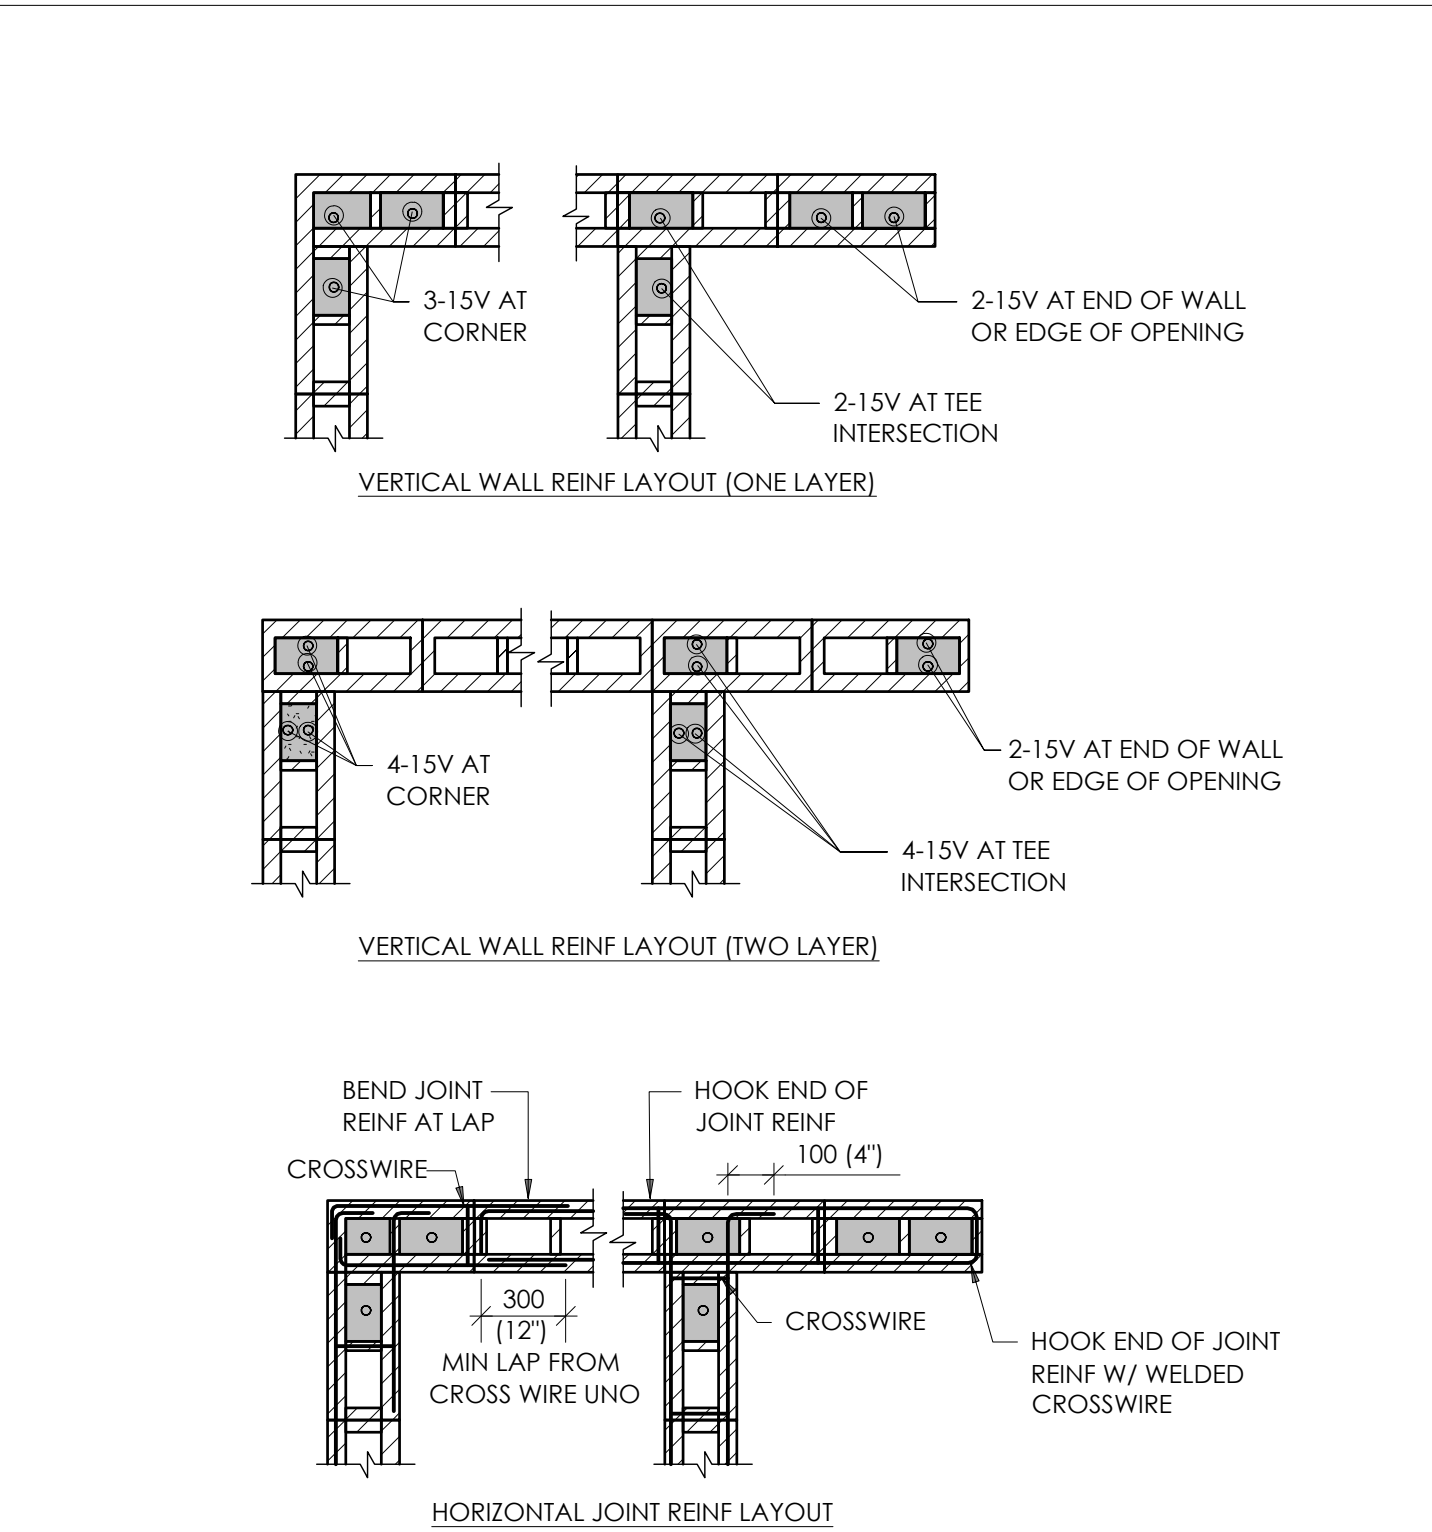 3-15V AT
CORNER
2-15V AT END OF WALL
OR EDGE OF OPENING
2-15V AT TEE
INTERSECTION
VERTICAL WALL REINF LAYOUT (ONE LAYER)
4-15V AT
CORNER
2-15V AT END OF WALL
OR EDGE OF OPENING
4-15V AT TEE
INTERSECTION
VERTICAL WALL REINF LAYOUT (TWO LAYER)
BEND JOINT
REINF AT LAP
HOOK END OF
JOINT REINF
100 (4")
CROSSWIRE
300
(12")
MIN LAP FROM
CROSS WIRE UNO
CROSSWIRE
HOOK END OF JOINT
REINF W/ WELDED
CROSSWIRE
HORIZONTAL JOINT REINF LAYOUT